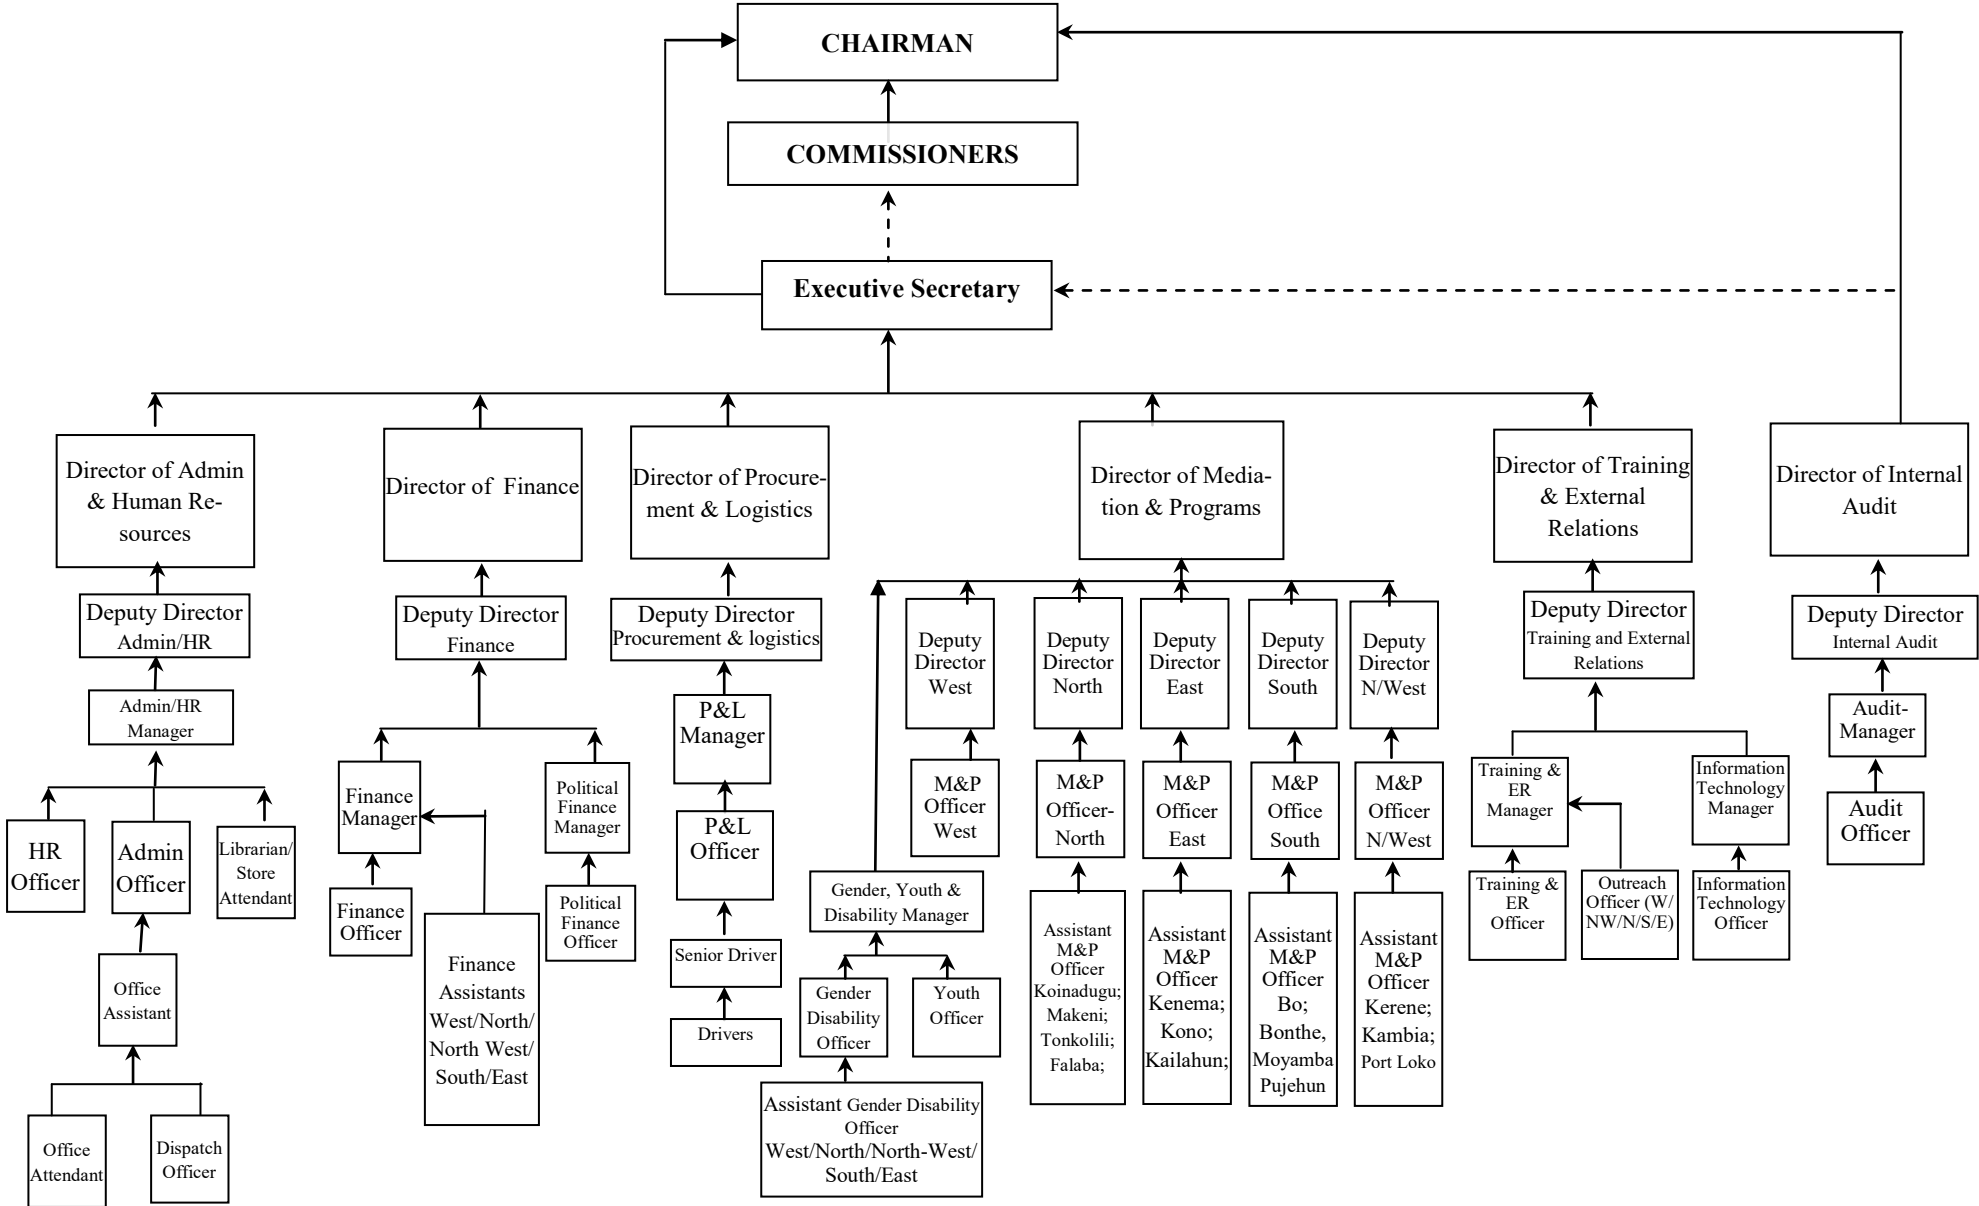 CHAIRMAN
COMMISSIONERS
Executive Secretary
Director of Admin
& Human Re-
sources
Director of Finance
Director of Procure-
ment & Logistics
Director of Media-
tion & Programs
Director of Training
& External
Relations
Director of Internal
Audit
Deputy Director
Admin/HR
Deputy Director
Finance
Deputy Director
Procurement & logistics
Deputy
Director
West
Deputy
Director
North
Deputy
Director
East
Deputy
Director
South
Deputy
Director
N/West
Deputy Director
Training and External
Relations
Deputy Director
Internal Audit
Admin/HR
Manager
P&L
Manager
Audit-
Manager
Finance
Manager
Political
Finance
Manager
M&P
Officer
West
M&P
Officer-
North
M&P
Officer
East
M&P
Office
South
M&P
Officer
N/West
Training &
ER
Manager
Information
Technology
Manager
Audit
Officer
HR
Officer
Admin
Officer
Librarian/
Store
Attendant
P&L
Officer
Finance
Officer
Political
Finance
Officer
Gender, Youth &
Disability Manager
Training &
ER
Officer
Outreach
Officer (W/
NW/N/S/E)
Information
Technology
Officer
Finance
Assistants
West/North/
North West/
South/East
Senior Driver
Drivers
Assistant
M&P
Officer
Koinadugu;
Makeni;
Tonkolili;
Falaba;
Assistant
M&P
Officer
Kenema;
Kono;
Kailahun;
Assistant
M&P
Officer
Bo;
Bonthe,
Moyamba
Pujehun
Assistant
M&P
Officer
Kerene;
Kambia;
Port Loko
Office
Assistant
Gender
Disability
Officer
Youth
Officer
Office
Attendant
Dispatch
Officer
Assistant Gender Disability
Officer
West/North/North-West/
South/East